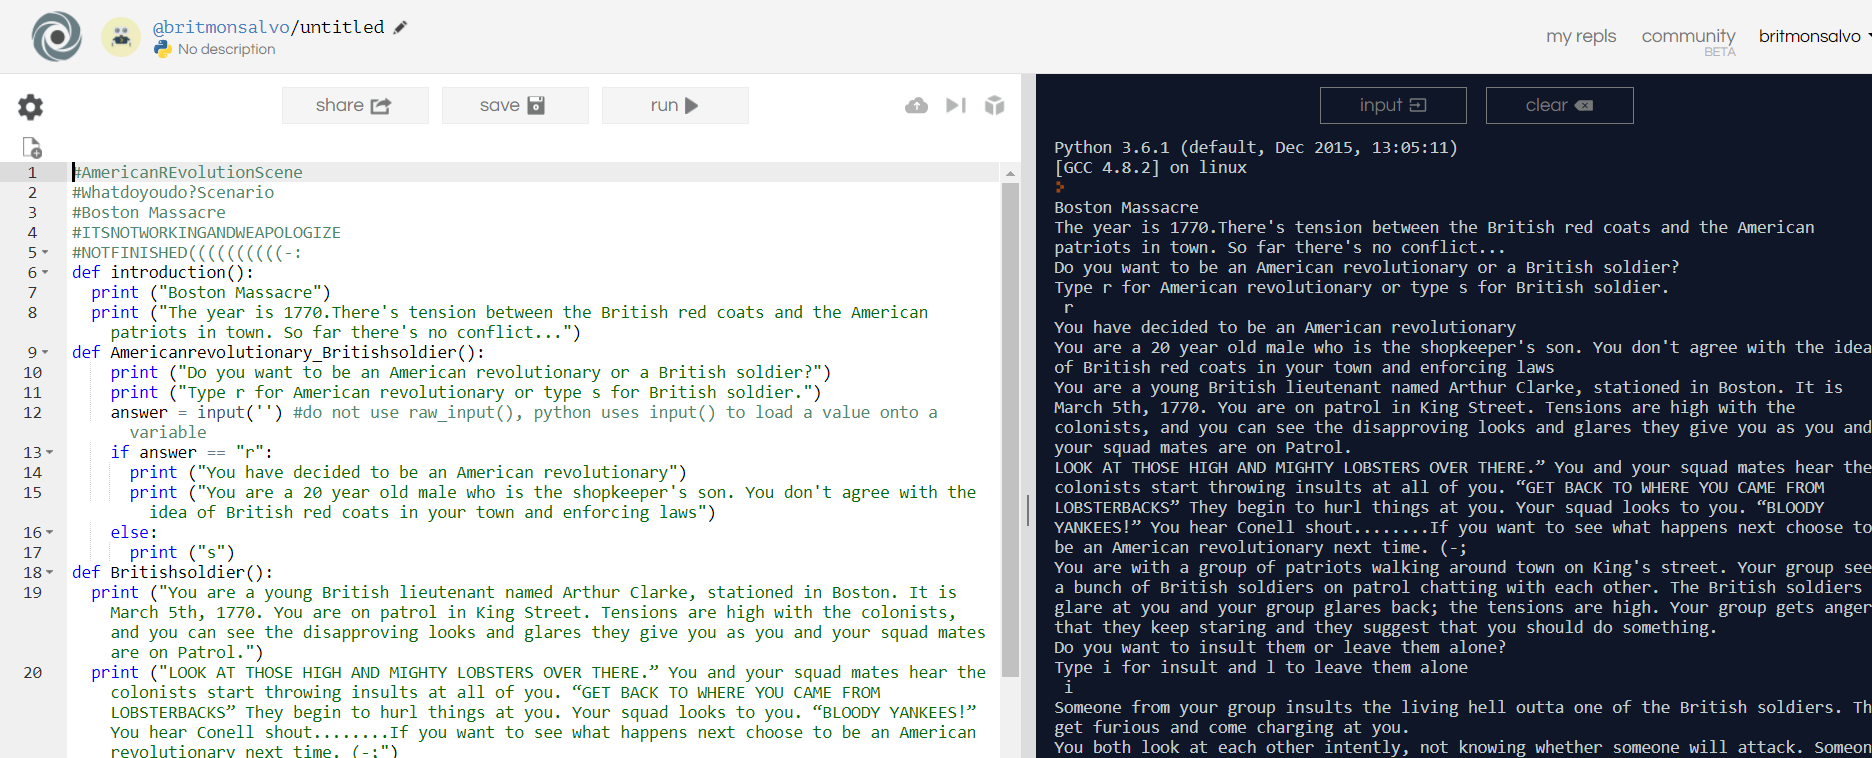 @britmonsalvo/untitled
No description
my repls community BETA britmonsalvo
share save run
input clear
1 #AmericanREvolutionScene
2 #Whatdoyoudo?Scenario
3 #Boston Massacre
4 #ITSNOTWORKINGANDWEAPOLOGIZE
5 #NOTFINISHED((((((((((-:
6 def introduction():
7 print ("Boston Massacre")
8 print ("The year is 1770.There's tension between the British red coats and the American
patriots in town. So far there's no conflict...")
9 def Americanrevolutionary_Britishsoldier():
10 print ("Do you want to be an American revolutionary or a British soldier?")
11 print ("Type r for American revolutionary or type s for British soldier.")
12 answer = input('') #do not use raw_input(), python uses input() to load a value onto a
variable
13 if answer == "r":
14 print ("You have decided to be an American revolutionary")
15 print ("You are a 20 year old male who is the shopkeeper's son. You don't agree with the
idea of British red coats in your town and enforcing laws")
16 else:
17 print ("s")
18 def Britishsoldier():
19 print ("You are a young British lieutenant named Arthur Clarke, stationed in Boston. It is
March 5th, 1770. You are on patrol in King Street. Tensions are high with the colonists,
and you can see the disapproving looks and glares they give you as you and your squad mates
are on Patrol.")
20 print ("LOOK AT THOSE HIGH AND MIGHTY LOBSTERS OVER THERE.” You and your squad mates hear the
colonists start throwing insults at all of you. “GET BACK TO WHERE YOU CAME FROM
LOBSTERBACKS” They begin to hurl things at you. Your squad looks to you. “BLOODY YANKEES!”
You hear Conell shout........If you want to see what happens next choose to be an American
revolutionary next time. (-;")
Python 3.6.1 (default, Dec 2015, 13:05:11)
[GCC 4.8.2] on linux
Boston Massacre
The year is 1770.There's tension between the British red coats and the American
patriots in town. So far there's no conflict...
Do you want to be an American revolutionary or a British soldier?
Type r for American revolutionary or type s for British soldier.
r
You have decided to be an American revolutionary
You are a 20 year old male who is the shopkeeper's son. You don't agree with the idea
of British red coats in your town and enforcing laws
You are a young British lieutenant named Arthur Clarke, stationed in Boston. It is
March 5th, 1770. You are on patrol in King Street. Tensions are high with the
colonists, and you can see the disapproving looks and glares they give you as you and
your squad mates are on Patrol.
LOOK AT THOSE HIGH AND MIGHTY LOBSTERS OVER THERE.” You and your squad mates hear the
colonists start throwing insults at all of you. “GET BACK TO WHERE YOU CAME FROM
LOBSTERBACKS” They begin to hurl things at you. Your squad looks to you. “BLOODY
YANKEES!” You hear Conell shout........If you want to see what happens next choose to
be an American revolutionary next time. (-;
You are with a group of patriots walking around town on King's street. Your group see
a bunch of British soldiers on patrol chatting with each other. The British soldiers
glare at you and your group glares back; the tensions are high. Your group gets anger
that they keep staring and they suggest that you should do something.
Do you want to insult them or leave them alone?
Type i for insult and l to leave them alone
i
Someone from your group insults the living hell outta one of the British soldiers. Th
get furious and come charging at you.
You both look at each other intently, not knowing whether someone will attack. Someon